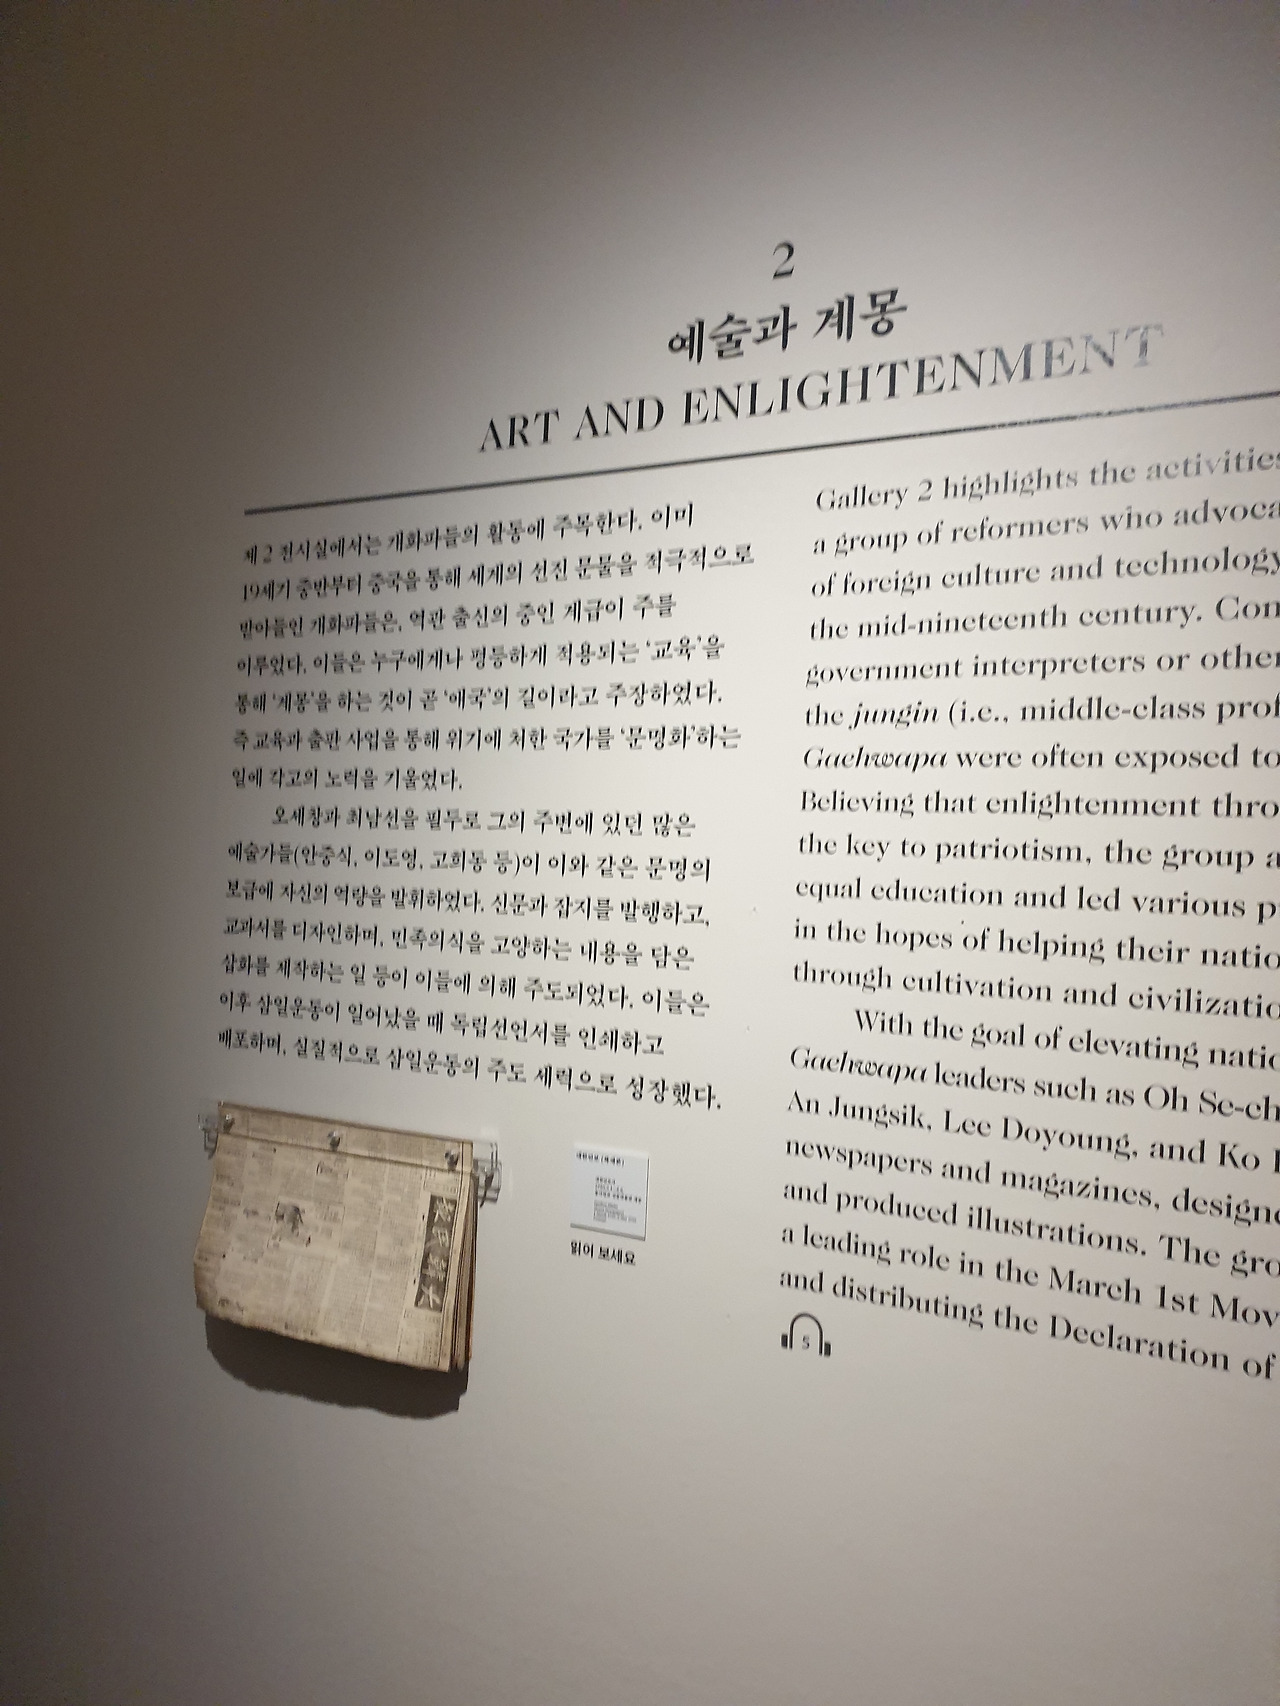 2
예술과 계몽
ART AND ENLIGHTENMENT
제 2 전시실에서는 개화파들의 활동에 주목한다. 이미
19세기 중반부터 중국을 통해 세계의 선진 문물을 적극적으로
받아들인 개화파들은, 역관 출신의 중인 계급이 주를
이루었다. 이들은 누구에게나 평등하게 적용되는 ‘교육’을
통해 ‘계몽’을 하는 것이 곧 ‘애국’의 길이라고 주장하였다.
즉 교육과 출판 사업을 통해 위기에 처한 국가를 ‘문명화’하는
일에 각고의 노력을 기울였다.
오세창과 최남선을 필두로 그의 주변에 있던 많은
예술가들(안중식, 이도영, 고희동 등)이 이와 같은 문명의
보급에 자신의 역량을 발휘하였다. 신문과 잡지를 발행하고,
교과서를 디자인하며, 민족의식을 고양하는 내용을 담은
삽화를 제작하는 일 등이 이들에 의해 주도되었다. 이들은
이후 삼일운동이 일어났을 때 독립선언서를 인쇄하고
배포하며, 실질적으로 삼일운동의 주도 세력으로 성장했다.
Gallery 2 highlights the activities
a group of reformers who advoca
of foreign culture and technology
the mid-nineteenth century. Con
government interpreters or other
the jungin (i.e., middle-class prof
Gaehwapa were often exposed to
Believing that enlightenment thro
the key to patriotism, the group a
equal education and led various p
in the hopes of helping their natio
through cultivation and civilizatio
With the goal of elevating natio
Gaehwapa leaders such as Oh Se-ch
An Jungsik, Lee Doyoung, and Ko
newspapers and magazines, designe
and produced illustrations. The gro
a leading role in the March 1st Mov
and distributing the Declaration of
5
읽어 보세요